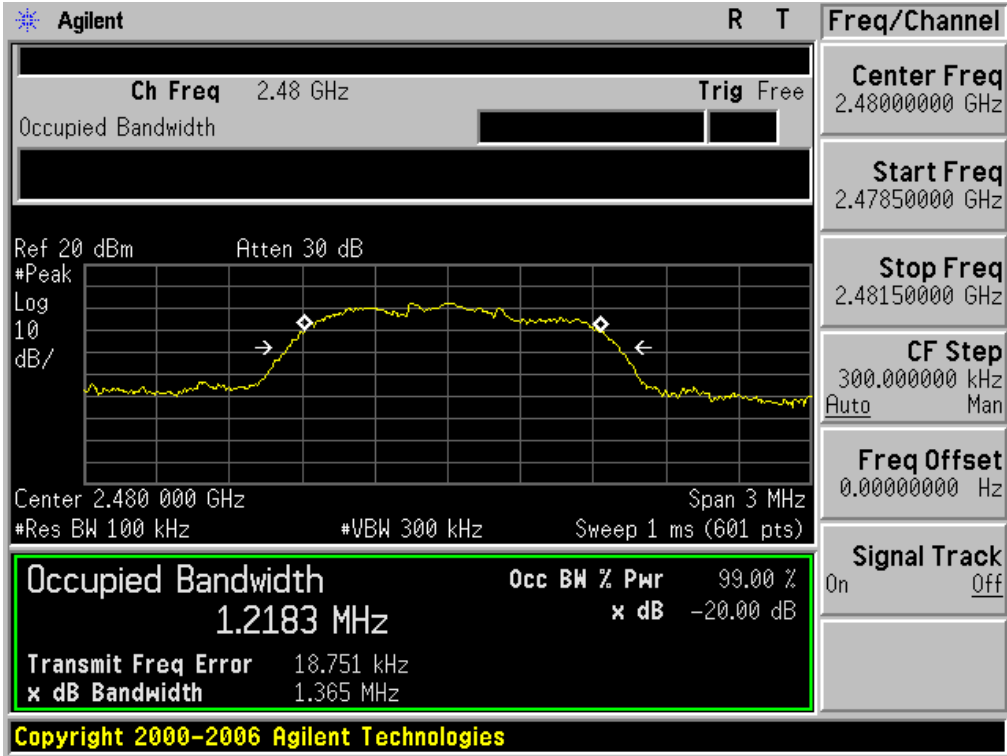 Agilent R T Freq/Channel
Ch Freq 2.48 GHz Trig Free
Occupied Bandwidth
Center Freq
2.48000000 GHz
Start Freq
2.47850000 GHz
Stop Freq
2.48150000 GHz
CF Step
300.000000 kHz
Auto Man
Freq Offset
0.00000000 Hz
Signal Track
On Off
Ref 20 dBm Atten 30 dB
#Peak
Log
10
dB/
Center 2.480 000 GHz Span 3 MHz
#Res BW 100 kHz #VBW 300 kHz Sweep 1 ms (601 pts)
Occupied Bandwidth
1.2183 MHz
Occ BW % Pwr 99.00 %
x dB -20.00 dB
Transmit Freq Error 18.751 kHz
x dB Bandwidth 1.365 MHz
Copyright 2000-2006 Agilent Technologies